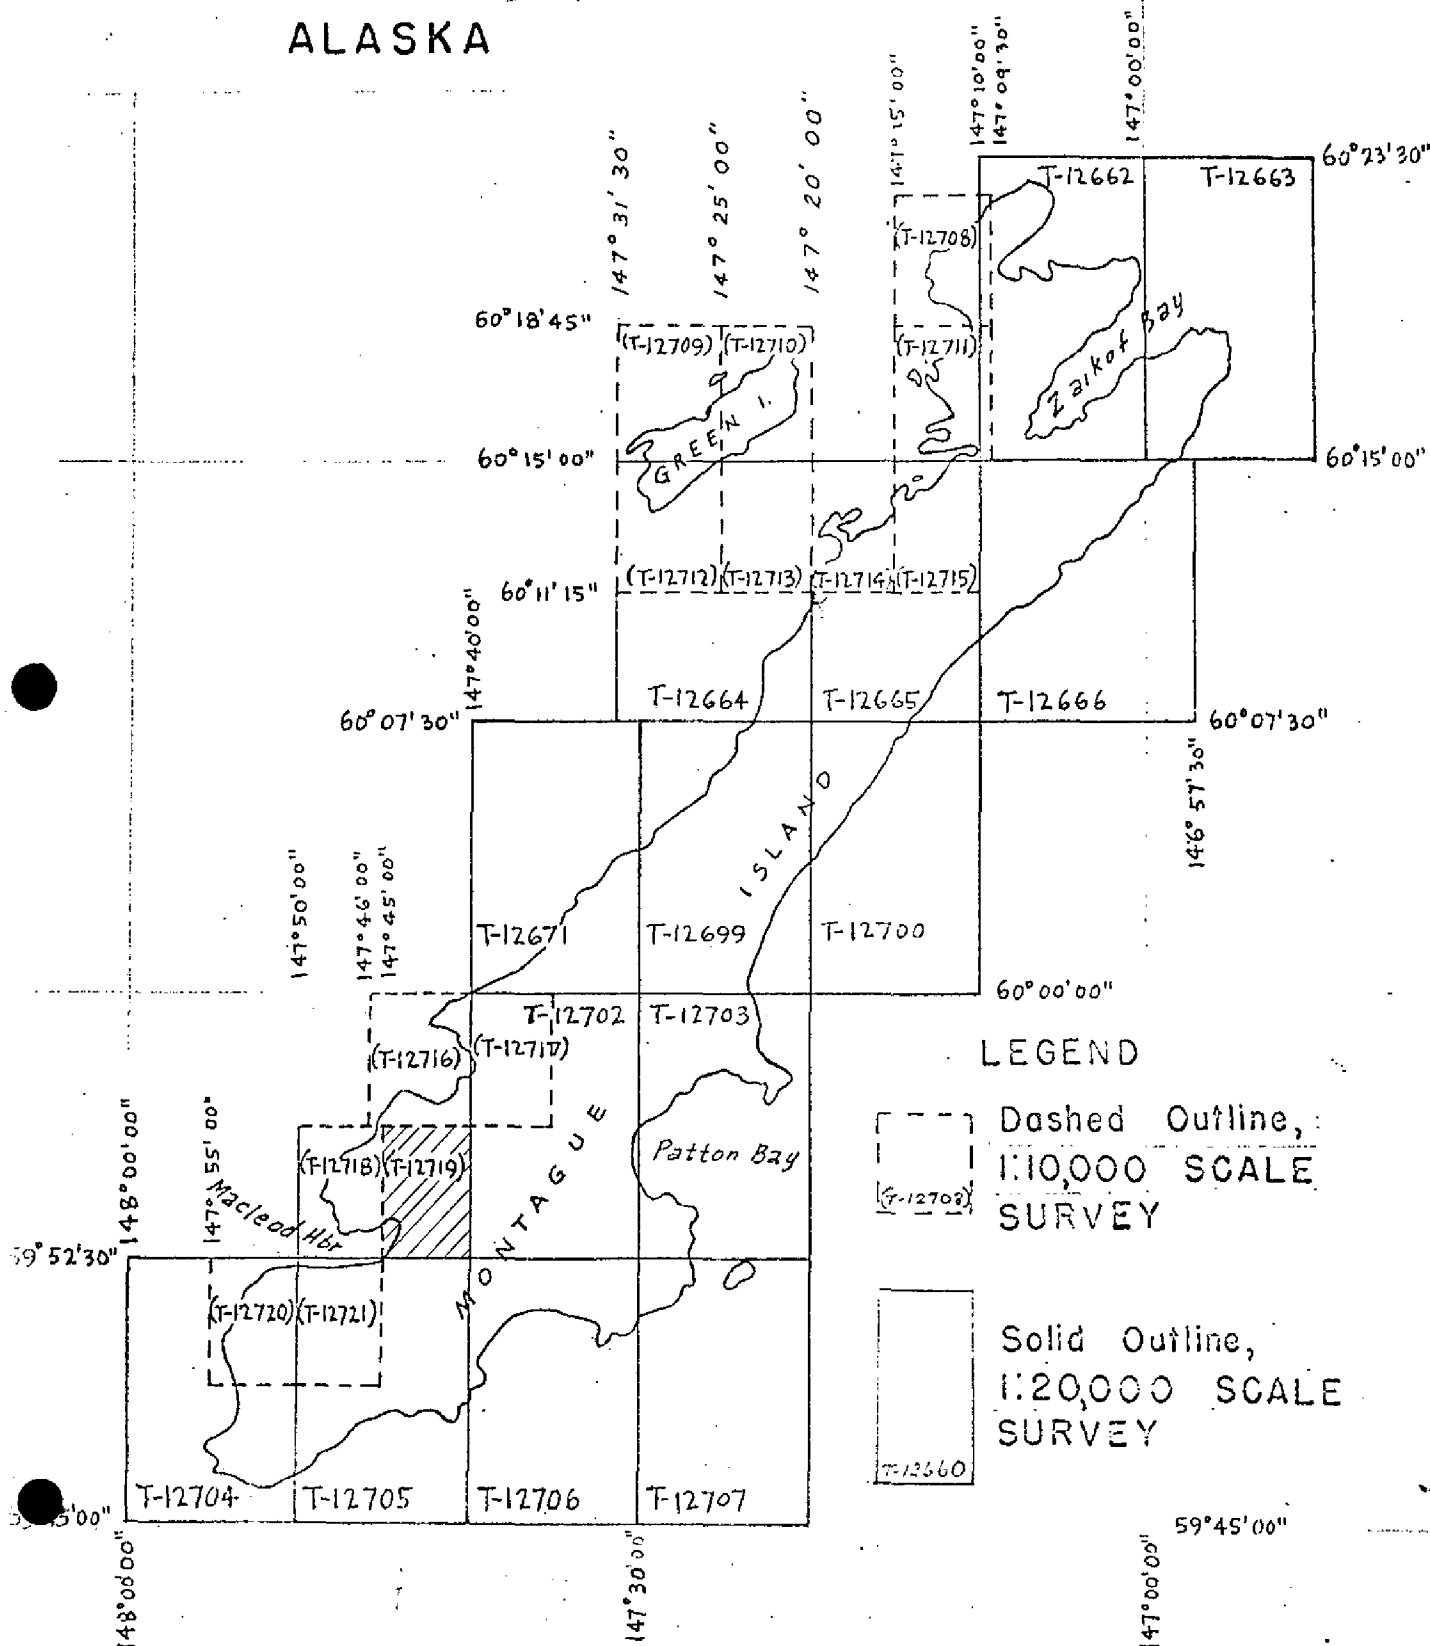 ALASKA
147° 31' 30"
147° 25' 00"
147° 20' 00"
147° 15' 00"
147° 10' 00"
147° 09' 30"
147° 00' 00"
60° 23' 30"
T-12662
T-12663
(T-12708)
60° 18' 45"
(T-12709)
(T-12710)
(T-12711)
Zaikof Bay
GREEN I.
60° 15' 00"
60° 15' 00"
60° 11' 15"
(T-12712)
(T-12713)
(T-12714)
(T-12715)
147° 40' 00"
T-12664
T-12665
T-12666
60° 07' 30"
60° 07' 30"
146° 57' 30"
ISLAND
147° 50' 00"
147° 46' 00"
147° 45' 00"
T-12671
T-12699
T-12700
60° 00' 00"
T-12702
T-12703
(T-12716)
(T-12717)
LEGEND
148° 00' 00"
147° 55' 00"
MONTAGUE
Patton Bay
(T-12718)
(T-12719)
Macleod Hbr
Dashed Outline,
1:10,000 SCALE
SURVEY
(T-12708)
59° 52' 30"
(T-12720)
(T-12721)
Solid Outline,
1:20,000 SCALE
SURVEY
T-12660
T-12704
T-12705
T-12706
T-12707
59° 45' 00"
148° 00' 00"
147° 30' 00"
147° 00' 00"